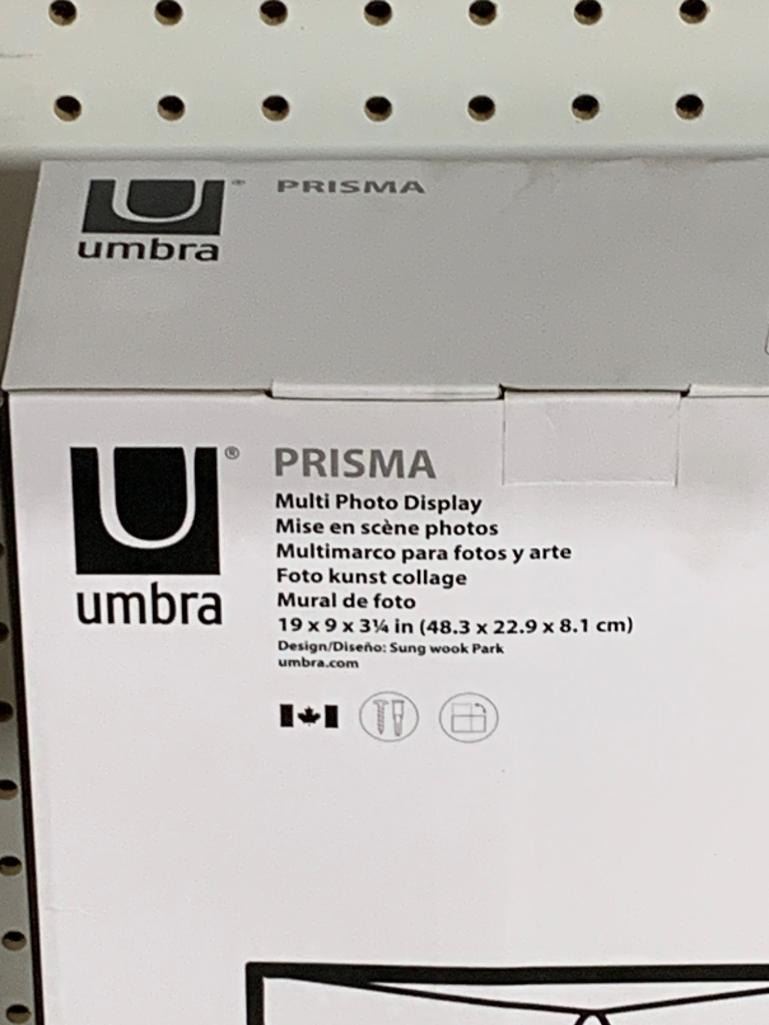 PRISMA
umbra
PRISMA
Multi Photo Display
Mise en scène photos
Multimarco para fotos y arte
Foto kunst collage
Mural de foto
19 x 9 x 3¼ in (48.3 x 22.9 x 8.1 cm)
Design/Diseño: Sung wook Park
umbra.com
umbra